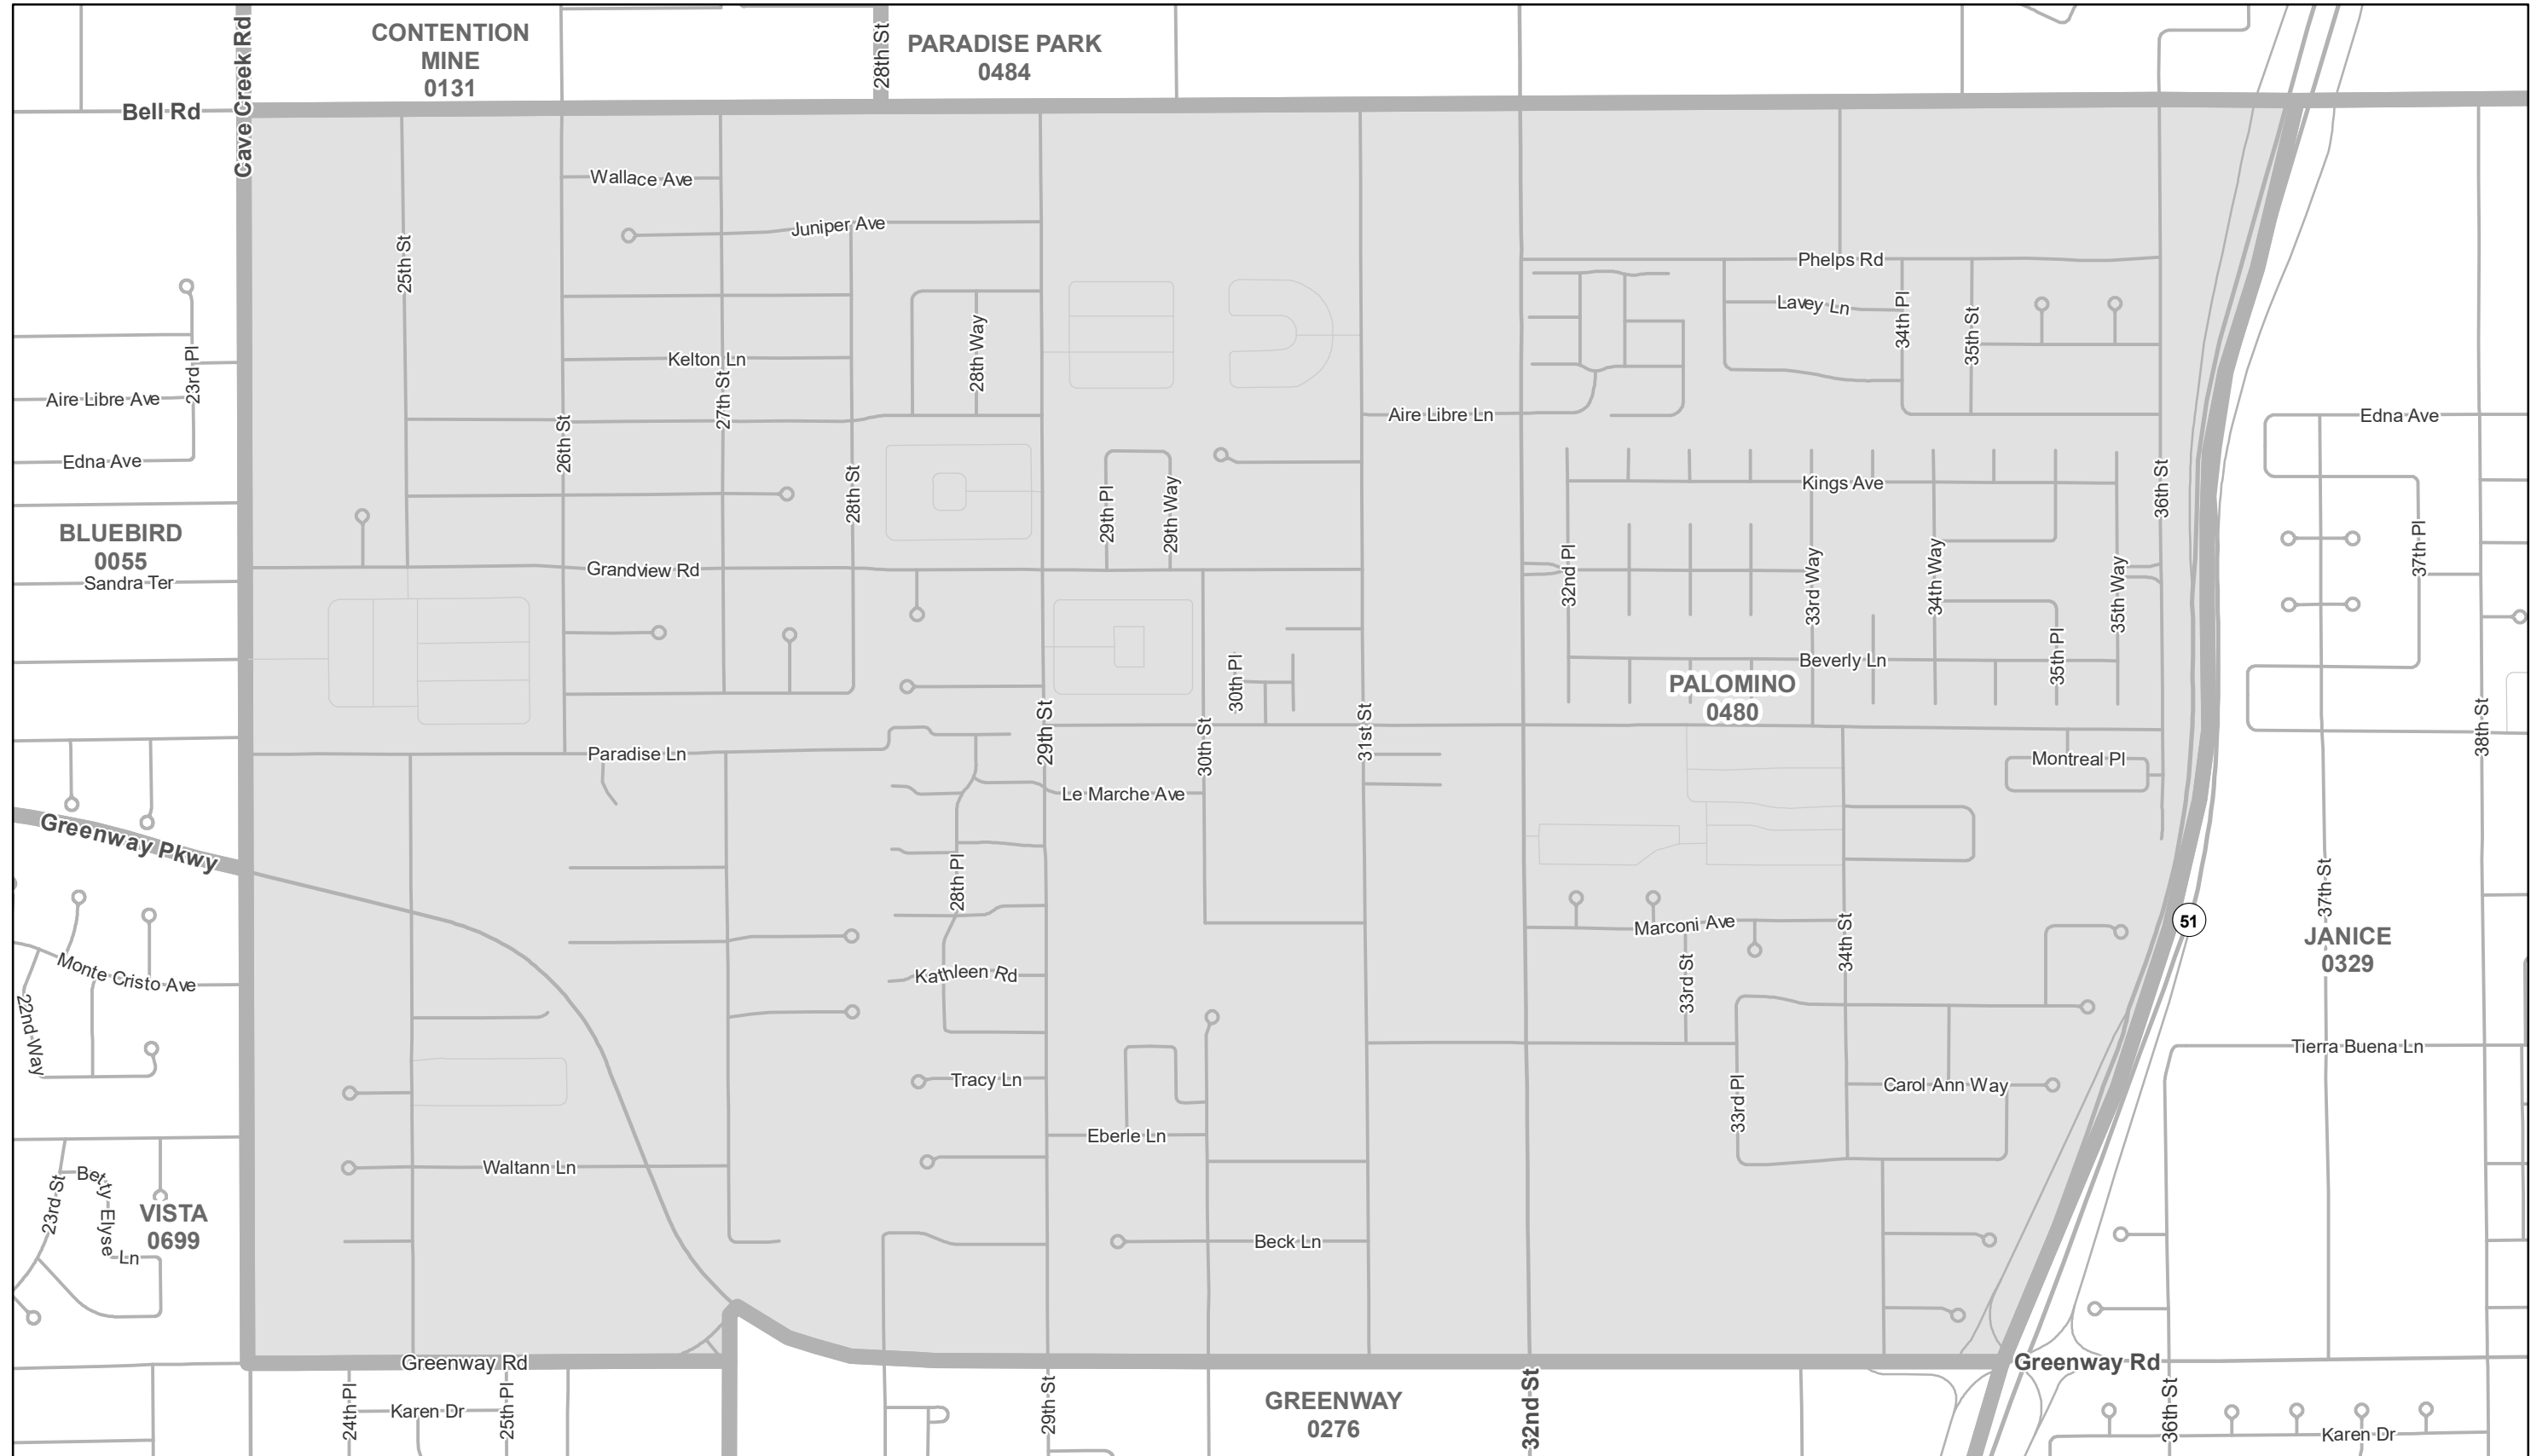 CONTENTION
MINE
0131
28th St
PARADISE PARK
0484
Cave Creek Rd
Bell Rd
Wallace Ave
Juniper Ave
25th St
Phelps Rd
Lavey Ln
34th Pl
35th St
28th Way
Kelton Ln
27th St
23rd Pl
Aire Libre Ave
Aire Libre Ln
Edna Ave
26th St
Edna Ave
Kings Ave
36th St
28th St
29th Pl
29th Way
BLUEBIRD
0055
Sandra Ter
Grandview Rd
32nd Pl
33rd Way
34th Way
35th Way
37th Pl
Beverly Ln
35th Pl
30th Pl
PALOMINO
0480
29th St
30th St
31st St
38th St
Paradise Ln
Montreal Pl
Le Marche Ave
Greenway Pkwy
28th Pl
37th St
51
Marconi Ave
34th St
JANICE
0329
Monte Cristo Ave
Kathleen Rd
33rd St
22nd Way
Tierra Buena Ln
Tracy Ln
Carol Ann Way
33rd Pl
Eberle Ln
Waltann Ln
23rd St
Betty Elyse Ln
VISTA
0699
Beck Ln
Greenway Rd
Greenway Rd
24th Pl
Karen Dr
25th Pl
29th St
GREENWAY
0276
32nd St
36th St
Karen Dr